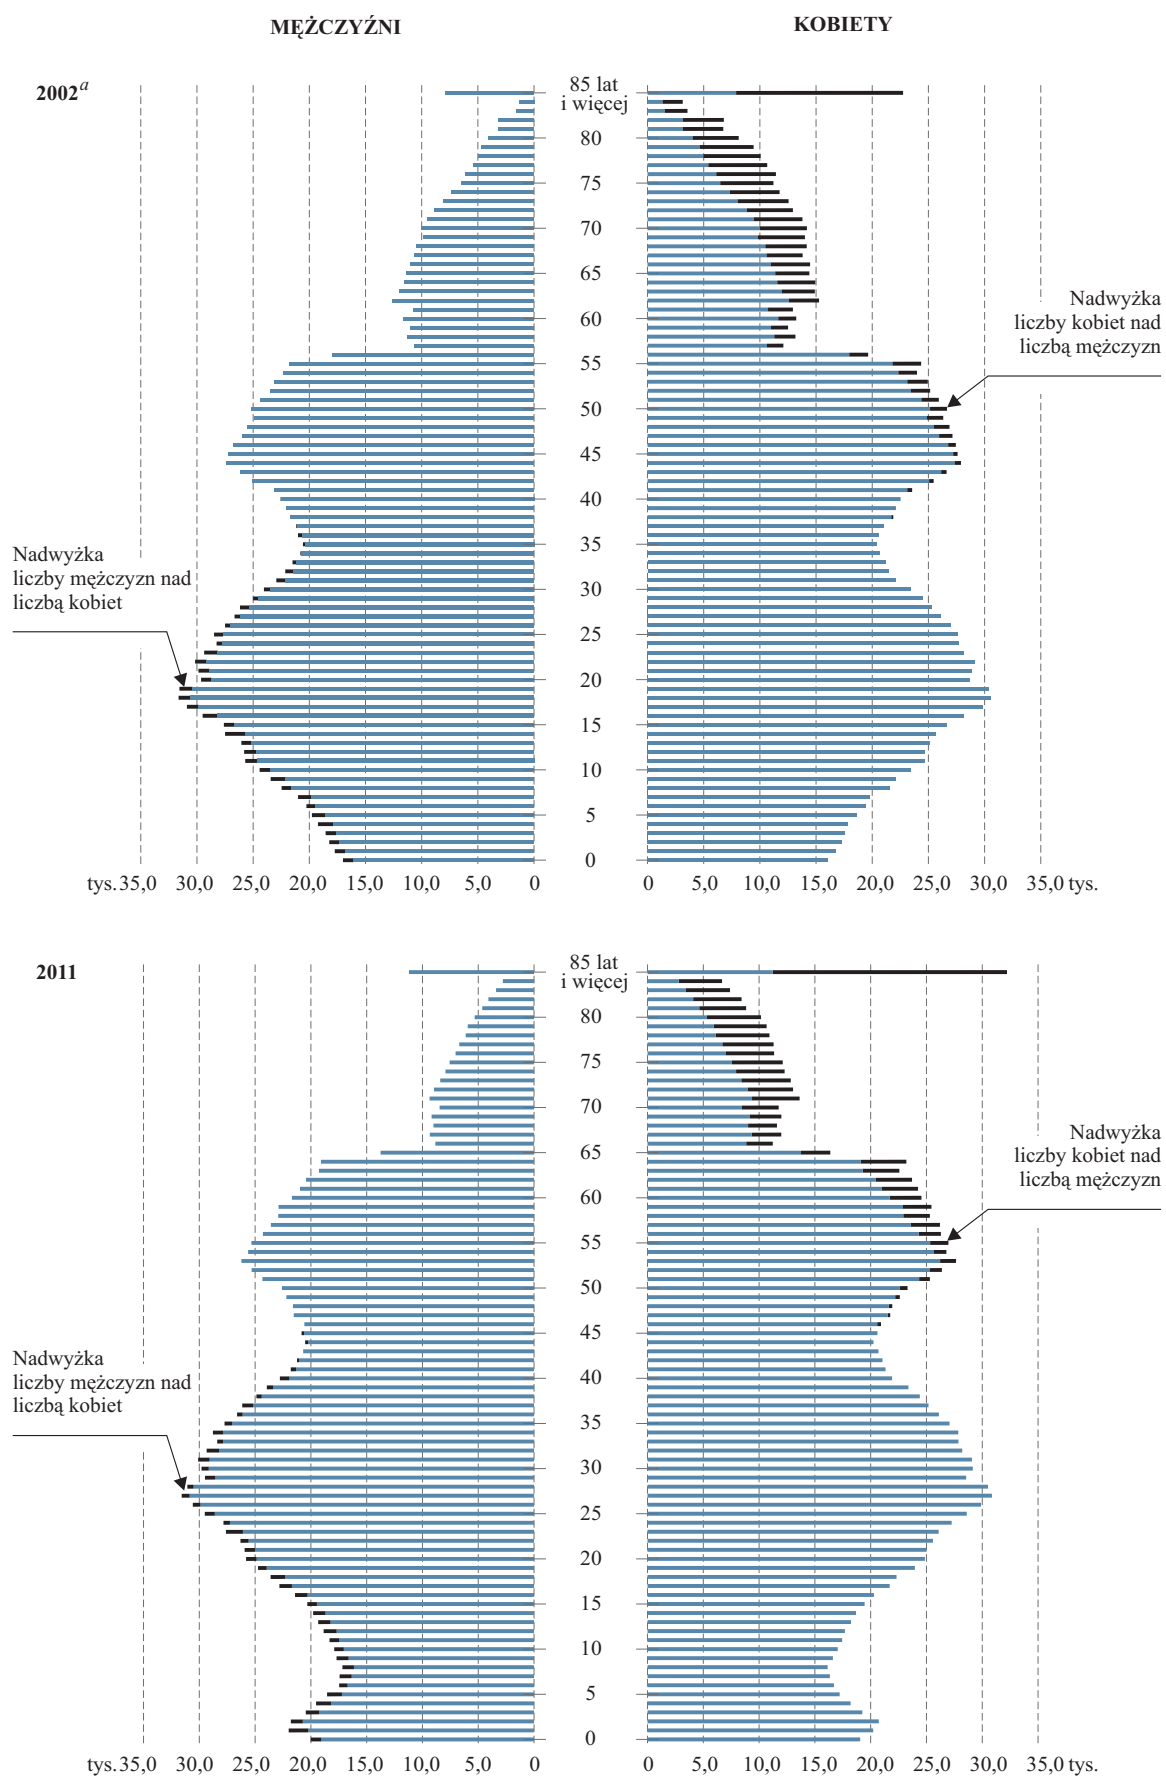 MĘŻCZYŹNI
KOBIETY
2002a
85 lat
i więcej
80
75
70
65
60
55
50
45
40
35
30
25
20
15
10
5
0
Nadwyżka
liczby kobiet nad
liczbą mężczyzn
Nadwyżka
liczby mężczyzn nad
liczbą kobiet
tys. 35,0 30,0 25,0 20,0 15,0 10,0 5,0 0
0 5,0 10,0 15,0 20,0 25,0 30,0 35,0 tys.
2011
85 lat
i więcej
80
75
70
65
60
55
50
45
40
35
30
25
20
15
10
5
0
Nadwyżka
liczby kobiet nad
liczbą mężczyzn
Nadwyżka
liczby mężczyzn nad
liczbą kobiet
tys. 35,0 30,0 25,0 20,0 15,0 10,0 5,0 0
0 5,0 10,0 15,0 20,0 25,0 30,0 35,0 tys.